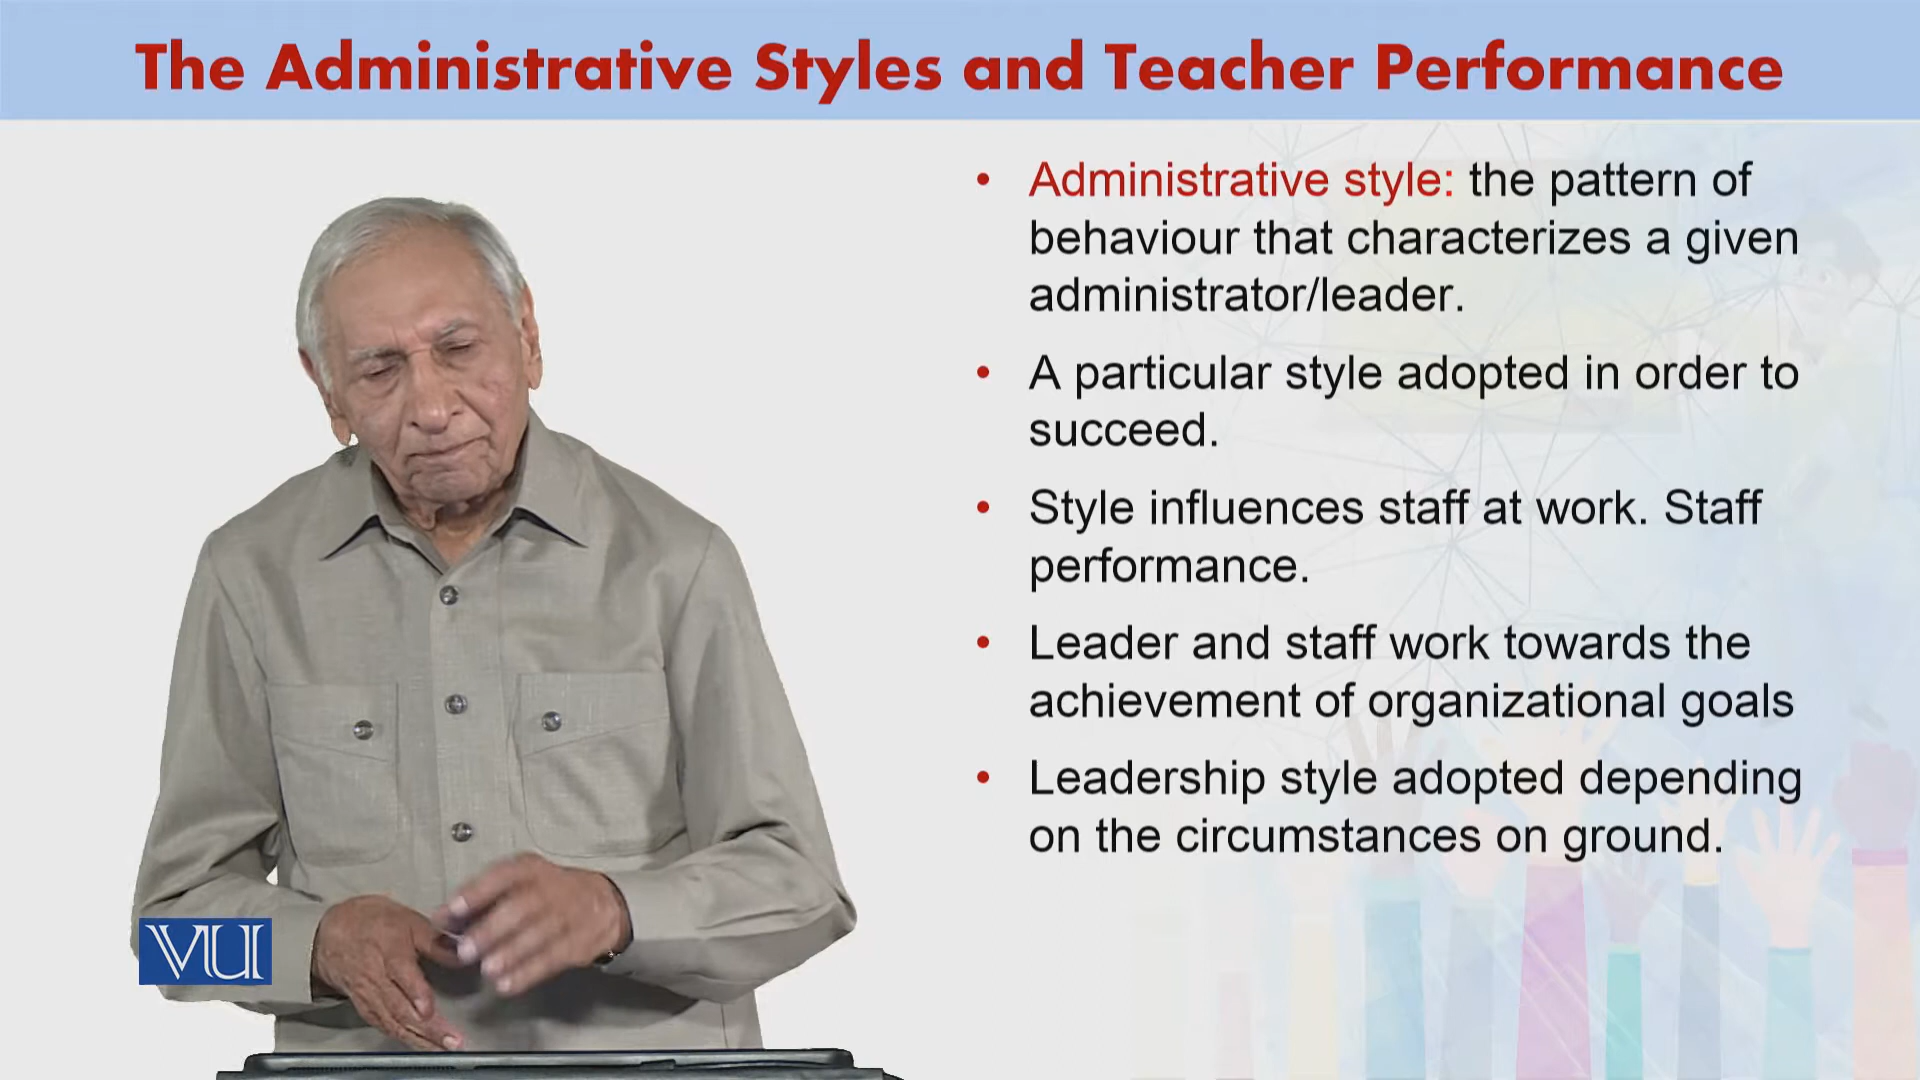 The Administrative Styles and Teacher Performance
• Administrative style: the pattern of
behaviour that characterizes a given
administrator/leader.
• A particular style adopted in order to
succeed.
• Style influences staff at work. Staff
performance.
• Leader and staff work towards the
achievement of organizational goals
• Leadership style adopted depending
on the circumstances on ground.
VU